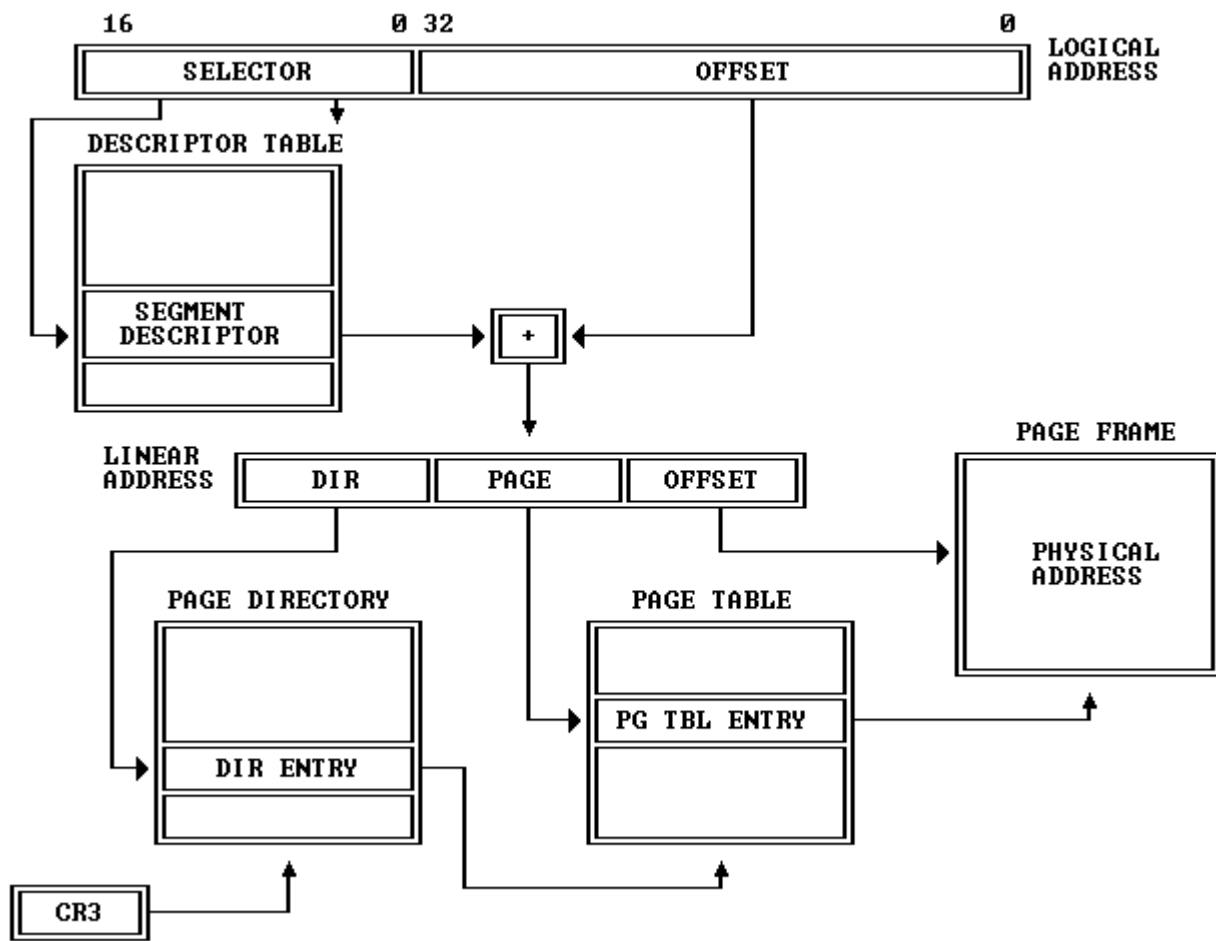 16 0 32 0
LOGICAL
ADDRESS
SELECTOR OFFSET
DESCRIPTOR TABLE
SEGMENT
DESCRIPTOR
+
LINEAR
ADDRESS
DIR PAGE OFFSET
PAGE FRAME
PHYSICAL
ADDRESS
PAGE DIRECTORY
PAGE TABLE
PG TBL ENTRY
DIR ENTRY
CR3